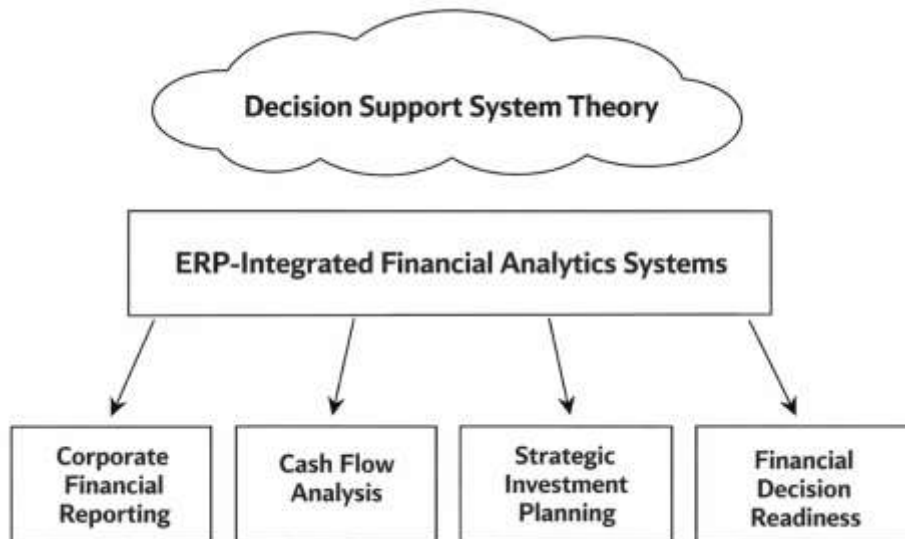 Decision Support System Theory
ERP-Integrated Financial Analytics Systems
Corporate
Financial
Reporting
Cash Flow
Analysis
Strategic
Investment
Planning
Financial
Decision
Readiness